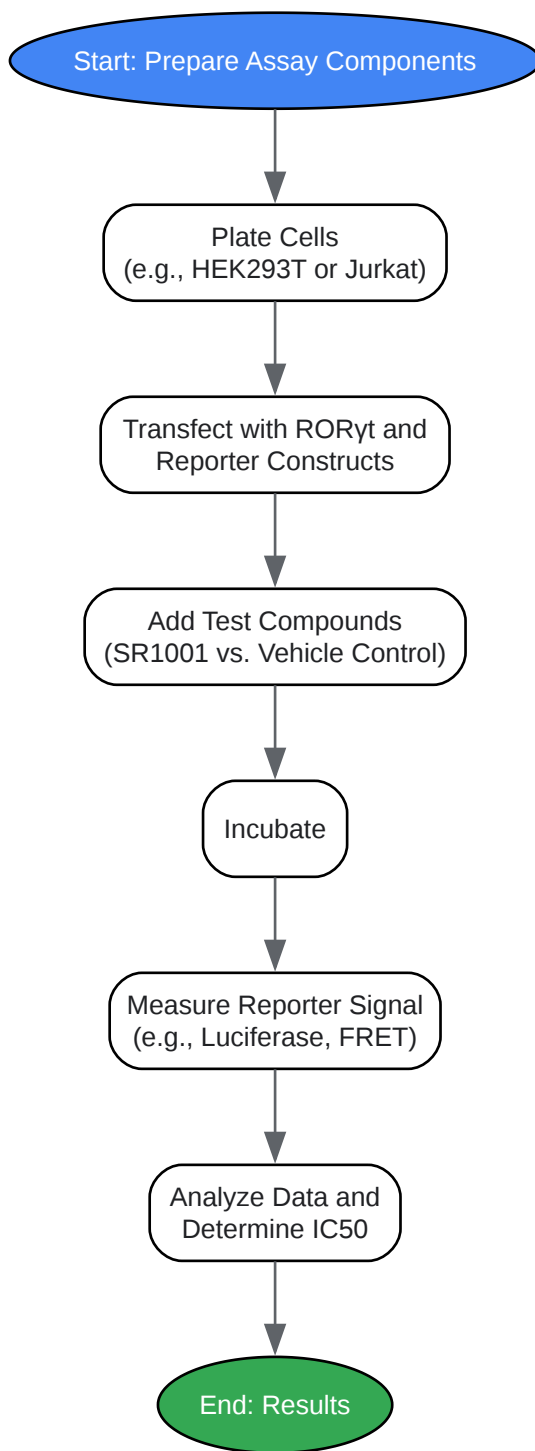 Start: Prepare Assay Components
Plate Cells
(e.g., HEK293T or Jurkat)
Transfect with RORγt and
Reporter Constructs
Add Test Compounds
(SR1001 vs. Vehicle Control)
Incubate
Measure Reporter Signal
(e.g., Luciferase, FRET)
Analyze Data and
Determine IC50
End: Results